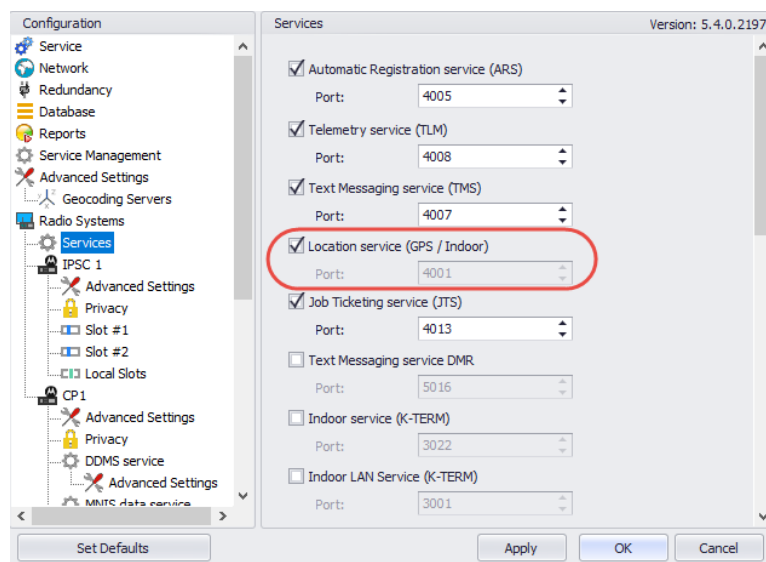 Configuration
Service
Network
Redundancy
Database
Reports
Service Management
Advanced Settings
Geocoding Servers
Radio Systems
Services
IPSC 1
Advanced Settings
Privacy
Slot #1
Slot #2
Local Slots
CP1
Advanced Settings
Privacy
DDMS service
Advanced Settings
MNIS data service
Set Defaults
Services Version: 5.4.0.2197
Automatic Registration service (ARS)
Port: 4005
Telemetry service (TLM)
Port: 4008
Text Messaging service (TMS)
Port: 4007
Location service (GPS / Indoor)
Port: 4001
Job Ticketing service (JTS)
Port: 4013
Text Messaging service DMR
Port: 5016
Indoor service (K-TERM)
Port: 3022
Indoor LAN Service (K-TERM)
Port: 3001
Apply OK Cancel